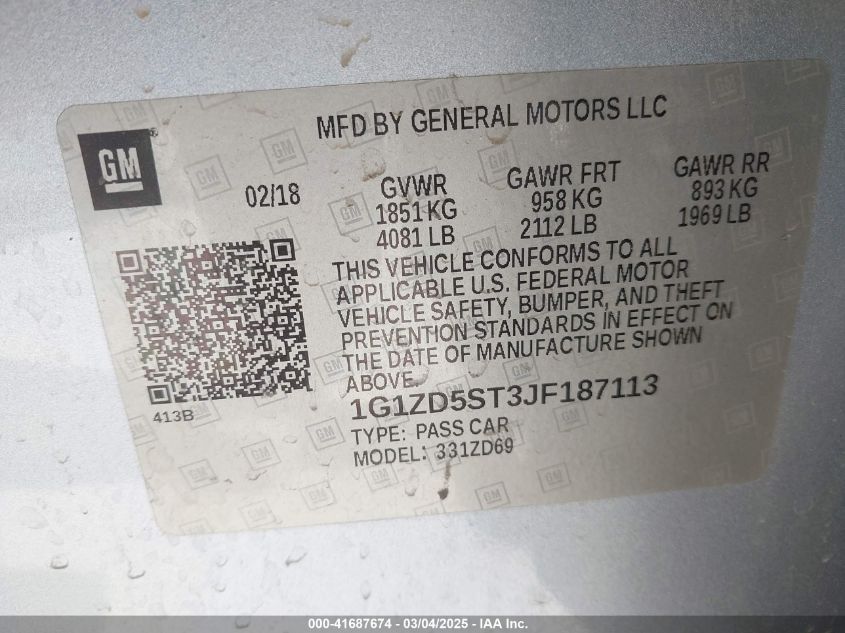 MFD BY GENERAL MOTORS LLC
GM
02/18
GVWR
1851 KG
4081 LB
GAWR FRT
958 KG
2112 LB
GAWR RR
893 KG
1969 LB
THIS VEHICLE CONFORMS TO ALL
APPLICABLE U.S. FEDERAL MOTOR
VEHICLE SAFETY, BUMPER, AND THEFT
PREVENTION STANDARDS IN EFFECT ON
THE DATE OF MANUFACTURE SHOWN
ABOVE.
413B
1G1ZD5ST3JF187113
TYPE: PASS CAR
MODEL: 331ZD69
000-41687674 — 03/04/2025 — IAA Inc.